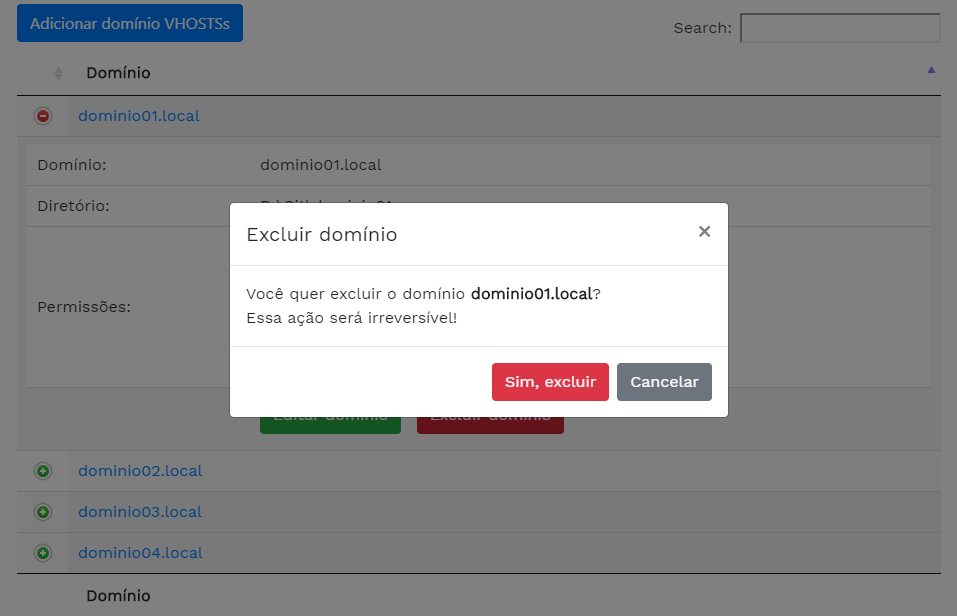 Adicionar domínio VHOSTSs
Search:
Domínio
dominio01.local
Domínio: dominio01.local
Diretório:
Excluir domínio ×
Você quer excluir o domínio dominio01.local?
Essa ação será irreversível!
Permissões:
Sim, excluir Cancelar
Editar domínio Excluir domínio
dominio02.local
dominio03.local
dominio04.local
Domínio